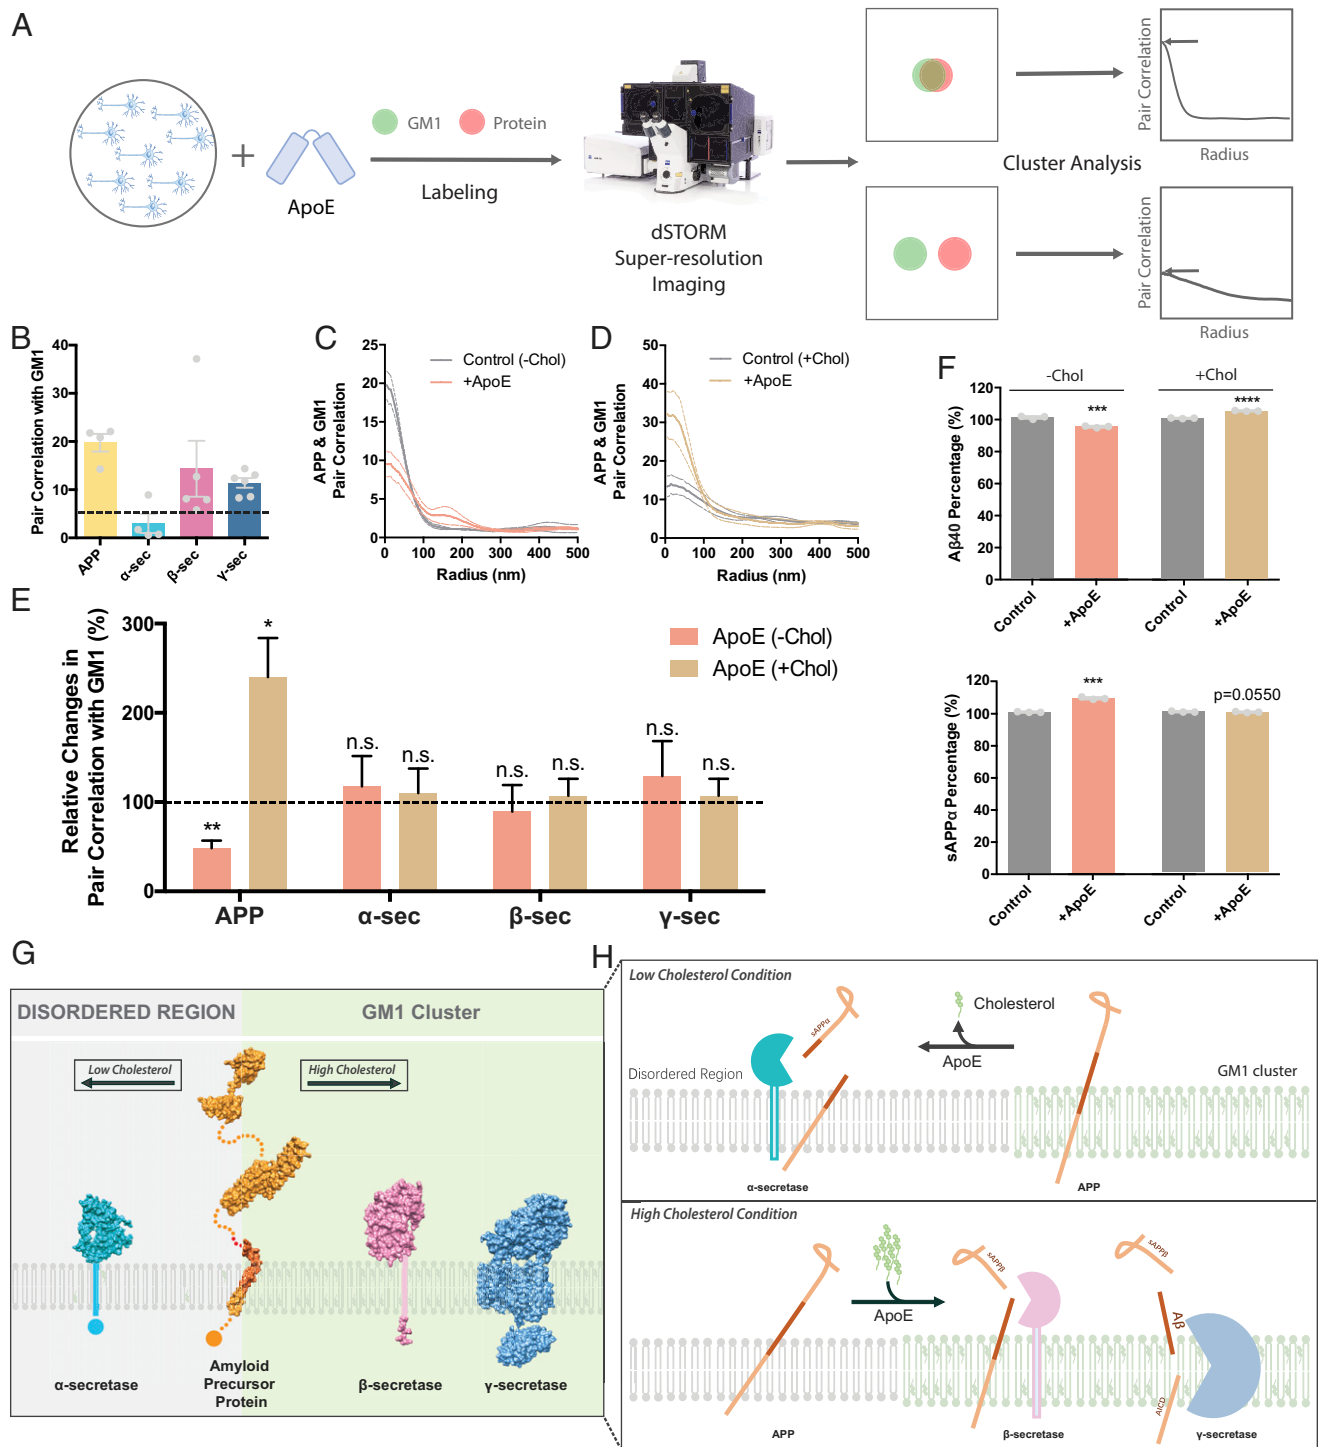 A
GM1
Protein
ApoE
Labeling
dSTORM
Super-resolution
Imaging
Cluster Analysis
Pair Correlation
Radius
Pair Correlation
Radius
B
Pair Correlation with GM1
40
30
20
10
0
APP
α-sec
β-sec
γ-sec
C
APP & GM1
Pair Correlation
25
20
15
10
5
0
Control (-Chol)
+ApoE
0
100
200
300
400
500
Radius (nm)
D
APP & GM1
Pair Correlation
50
40
30
20
10
0
Control (+Chol)
+ApoE
0
100
200
300
400
500
Radius (nm)
E
Relative Changes in
Pair Correlation with GM1 (%)
300
200
100
0
ApoE (-Chol)
ApoE (+Chol)
**
*
n.s.
n.s.
n.s.
n.s.
n.s.
n.s.
APP
α-sec
β-sec
γ-sec
F
-Chol
+Chol
Aβ40 Percentage (%)
120
100
80
60
40
20
0
***
****
Control
+ApoE
Control
+ApoE
sAPPα Percentage (%)
120
100
80
60
40
20
0
***
p=0.0550
Control
+ApoE
Control
+ApoE
G
DISORDERED REGION
GM1 Cluster
Low Cholesterol
High Cholesterol
α-secretase
Amyloid
Precursor
Protein
β-secretase
γ-secretase
H
Low Cholesterol Condition
sAPPα
Cholesterol
ApoE
Disordered Region
GM1 cluster
α-secretase
APP
High Cholesterol Condition
ApoE
sAPPβ
sAPPβ
Aβ
AICD
APP
β-secretase
γ-secretase